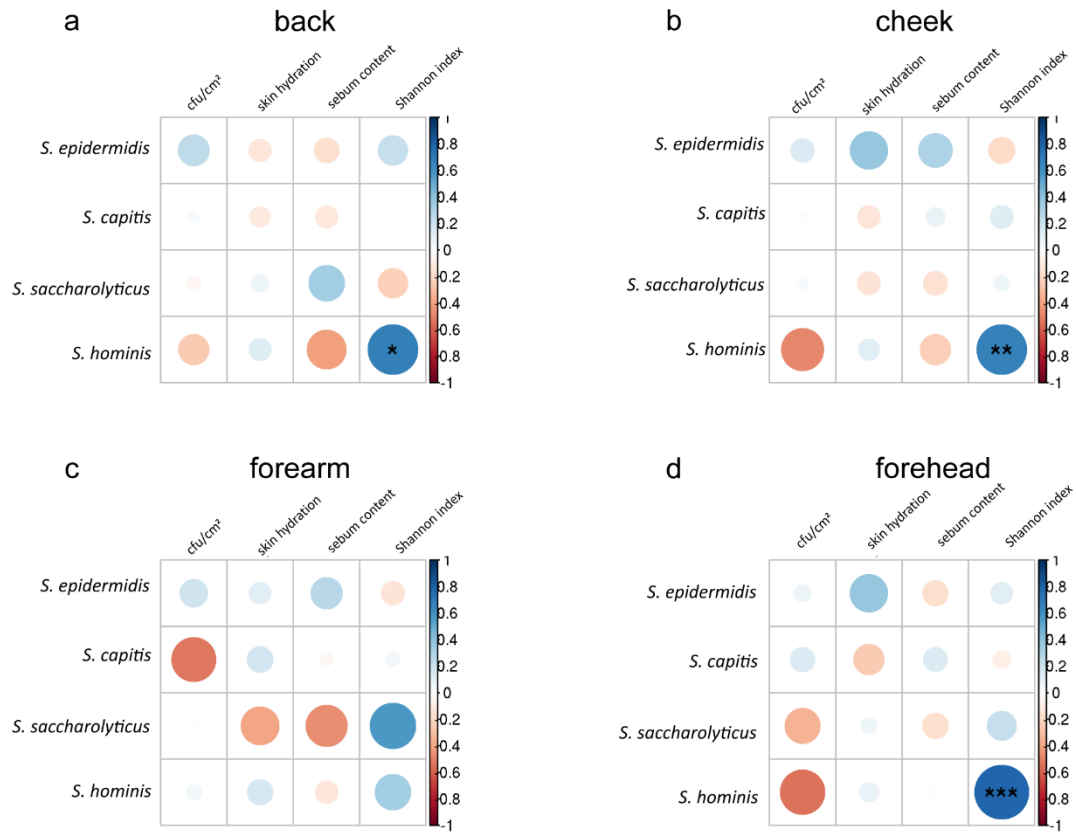 a back
cfu/cm² skin hydration sebum content Shannon index
S. epidermidis
S. capitis
S. saccharolyticus
S. hominis *
1
0.8
0.6
0.4
0.2
0
-0.2
-0.4
-0.6
-0.8
-1
b cheek
cfu/cm² skin hydration sebum content Shannon index
S. epidermidis
S. capitis
S. saccharolyticus
S. hominis **
1
0.8
0.6
0.4
0.2
0
-0.2
-0.4
-0.6
-0.8
-1
c forearm
cfu/cm² skin hydration sebum content Shannon index
S. epidermidis
S. capitis
S. saccharolyticus
S. hominis
1
0.8
0.6
0.4
0.2
0
-0.2
-0.4
-0.6
-0.8
-1
d forehead
cfu/cm² skin hydration sebum content Shannon index
S. epidermidis
S. capitis
S. saccharolyticus
S. hominis ***
1
0.8
0.6
0.4
0.2
0
-0.2
-0.4
-0.6
-0.8
-1